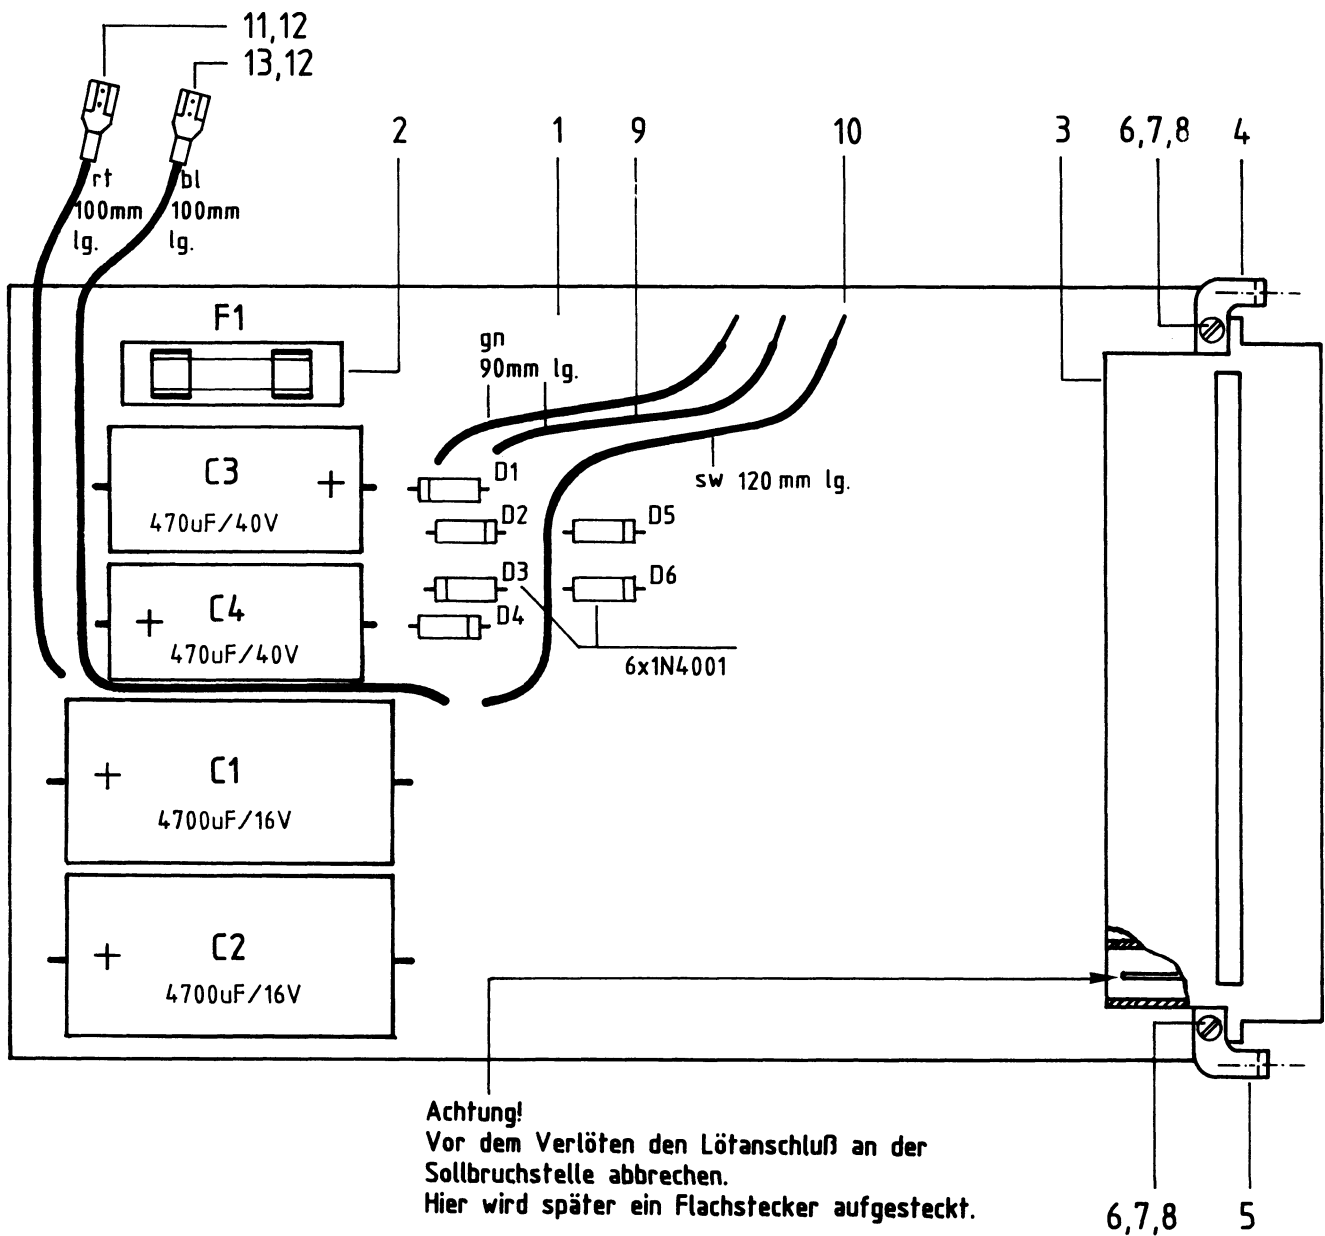 11,12
13,12
2
1
9
10
3
6,7,8
4
rt
100mm
lg.
bl
100mm
lg.
F1
gn
90mm lg.
C3
+
470uF/40V
D1
sw 120mm lg.
D2
D5
D3
D6
C4
+
470uF/40V
D4
6x1N4001
C1
+
4700uF/16V
C2
+
4700uF/16V
Achtung!
Vor dem Verlöten den Lötanschluß an der
Sollbruchstelle abbrechen.
Hier wird später ein Flachstecker aufgesteckt.
6,7,8
5